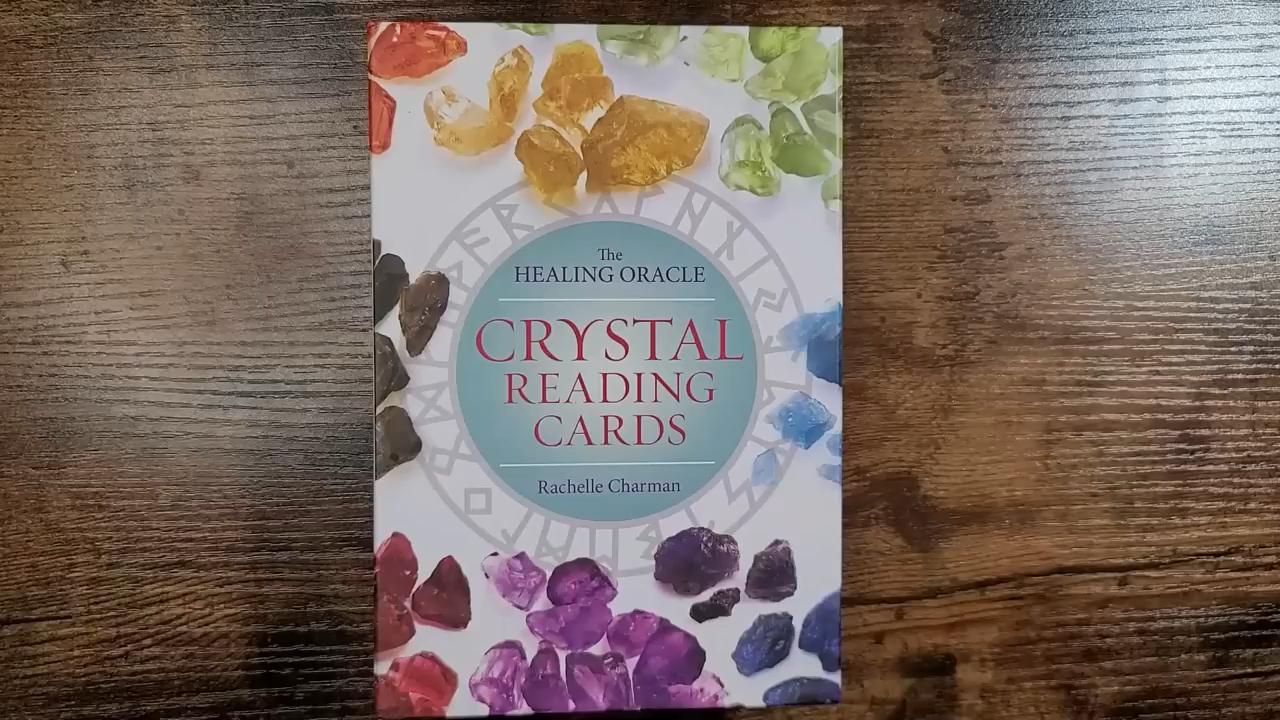 The
HEALING ORACLE
CRYSTAL
READING
CARDS
Rachelle Charman